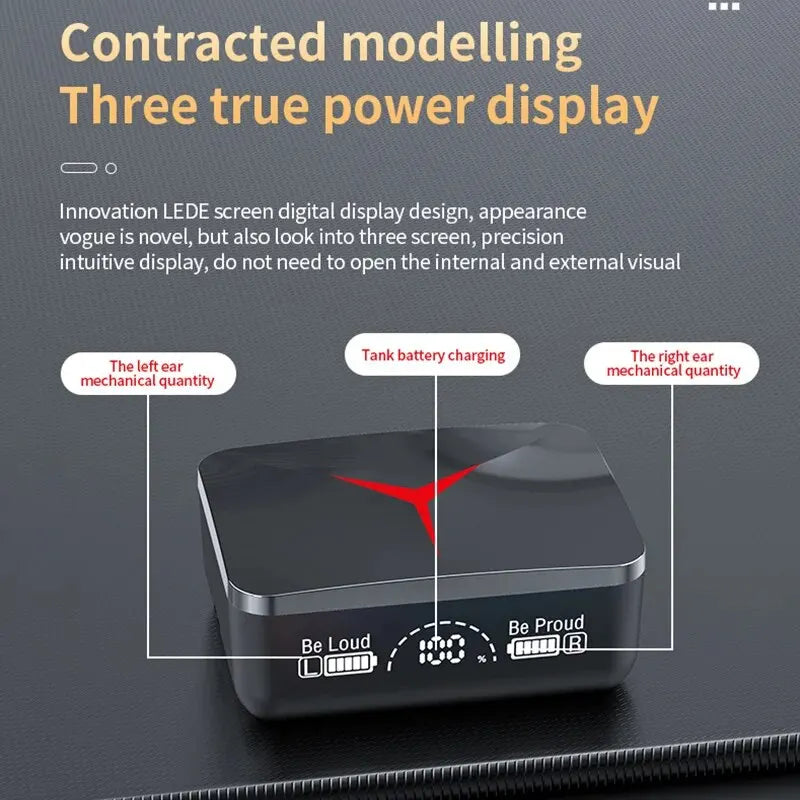 Contracted modelling
Three true power display
Innovation LEDE screen digital display design, appearance
vogue is novel, but also look into three screen, precision
intuitive display, do not need to open the internal and external visual
The left ear
mechanical quantity
Tank battery charging
The right ear
mechanical quantity
Be Loud
L
100 %
Be Proud
R